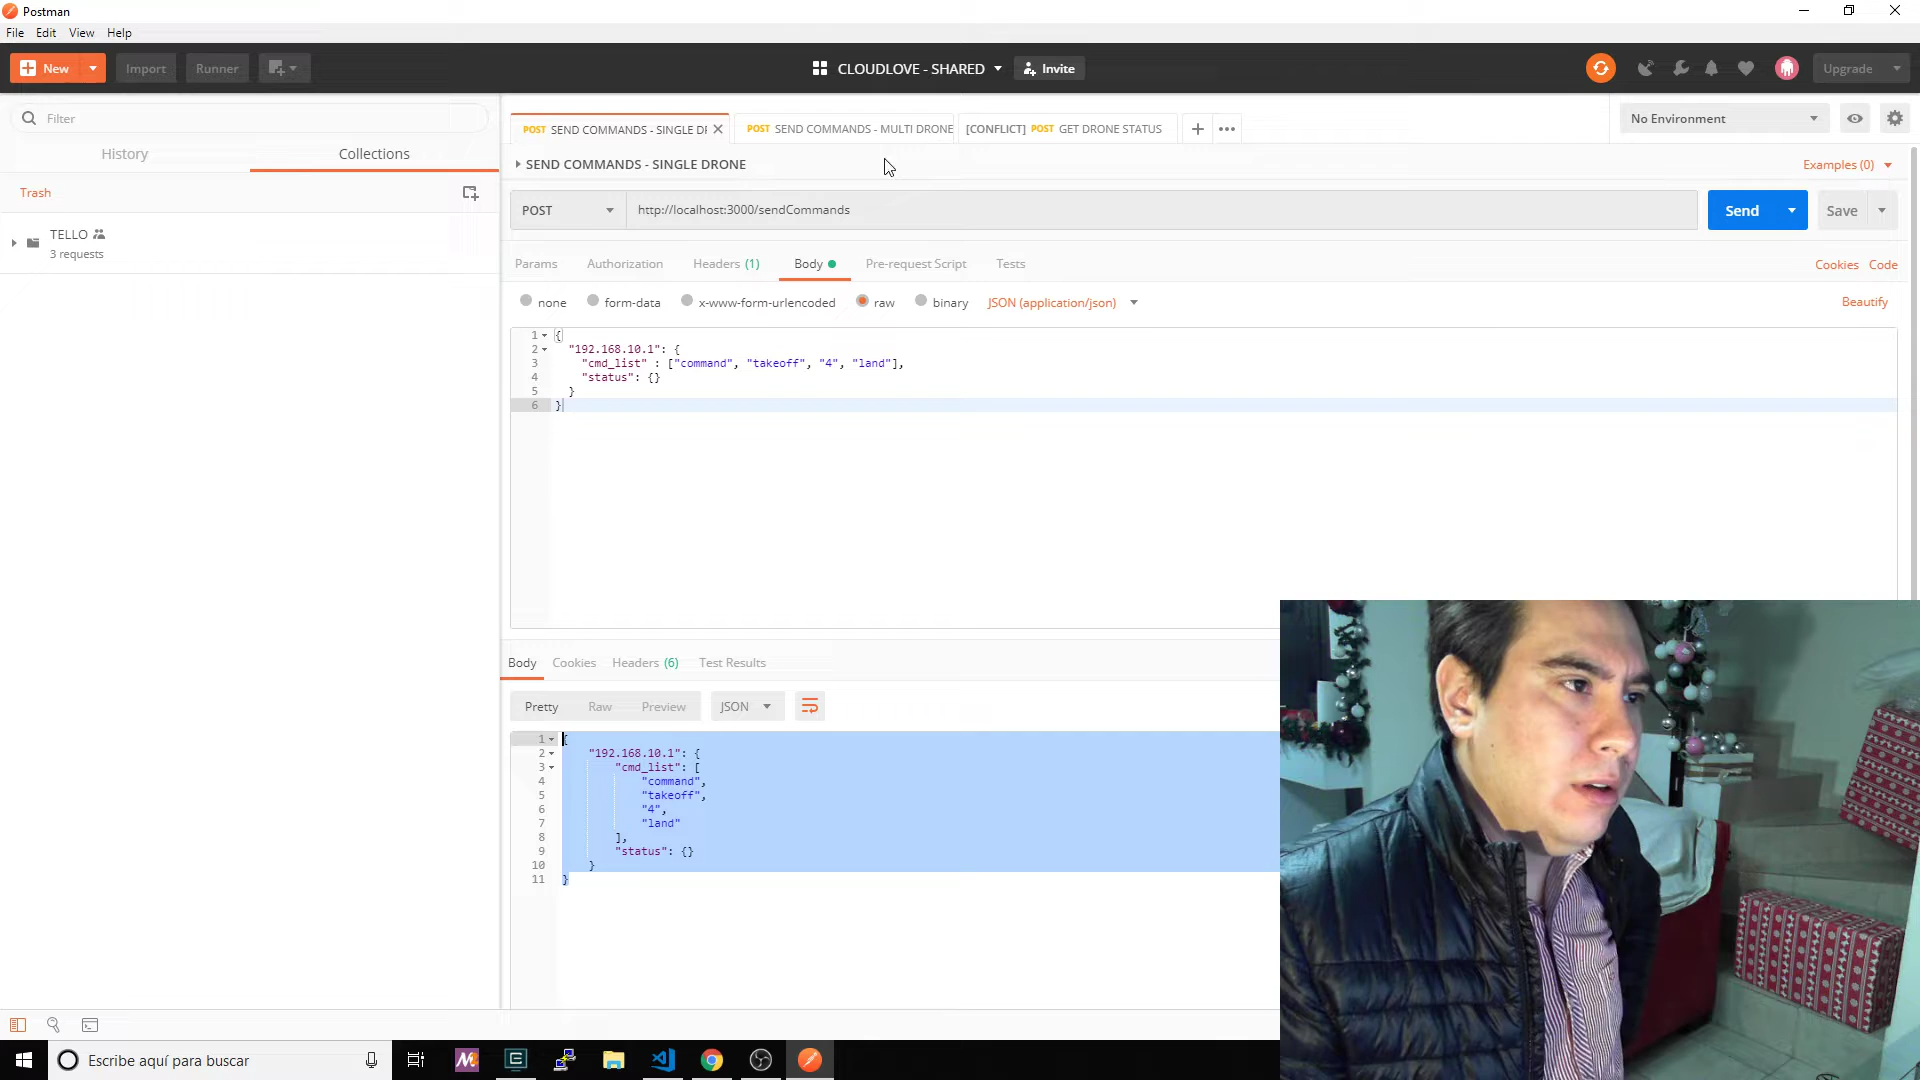 Postman
File Edit View Help
New Import Runner CLOUDLOVE - SHARED Invite Upgrade
Filter
History Collections
Trash
TELLO
3 requests
POST SEND COMMANDS - SINGLE DF
POST SEND COMMANDS - MULTI DRONE
[CONFLICT] POST GET DRONE STATUS
No Environment
SEND COMMANDS - SINGLE DRONE
Examples (0)
POST http://localhost:3000/sendCommands Send Save
Params Authorization Headers (1) Body Pre-request Script Tests Cookies Code
none form-data x-www-form-urlencoded raw binary JSON (application/json) Beautify
1 {
2 "192.168.10.1": {
3 "cmd_list" : ["command", "takeoff", "4", "land"],
4 "status": {}
5 }
6 }
Body Cookies Headers (6) Test Results
Pretty Raw Preview JSON
1 {
2 "192.168.10.1": {
3 "cmd_list": [
4 "command",
5 "takeoff",
6 "4",
7 "land"
8 ],
9 "status": {}
10 }
11 }
Escribe aquí para buscar